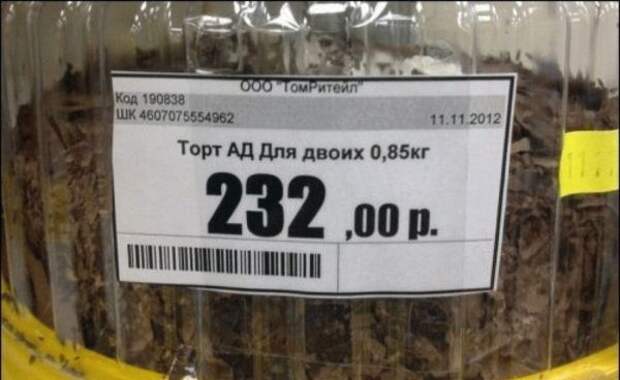 ООО "ТомРитейл"
Код 190838
ШК 4607075554962
11.11.2012
Торт АД Для двоих 0,85кг
232,00 р.